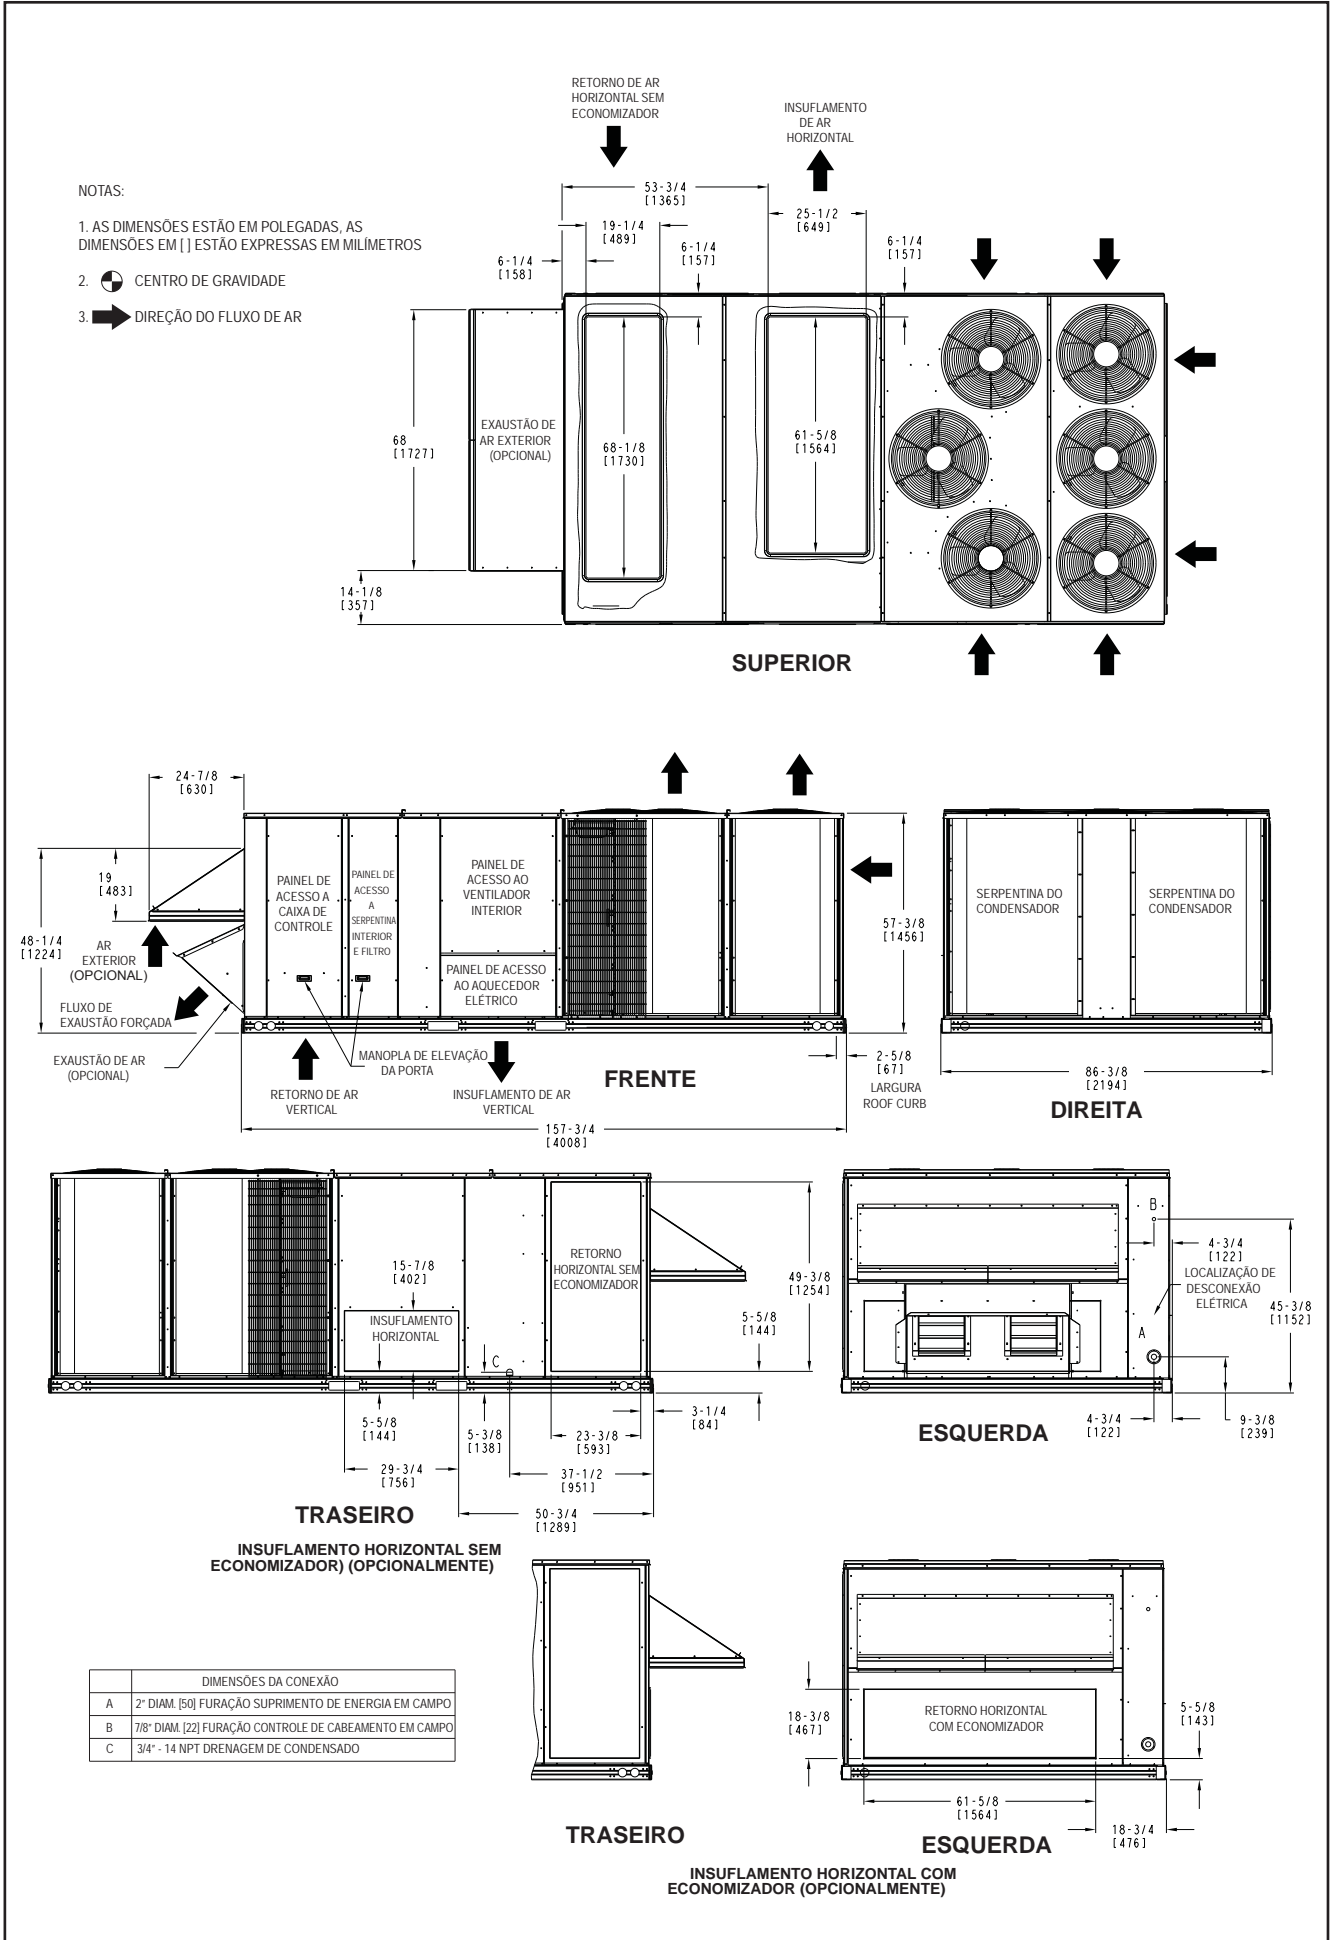 RETORNO DE AR
HORIZONTAL SEM
ECONOMIZADOR
INSUFLAMENTO
DE AR
HORIZONTAL
NOTAS:
1. AS DIMENSÕES ESTÃO EM POLEGADAS, AS
DIMENSÕES EM [ ] ESTÃO EXPRESSAS EM MILÍMETROS
2. CENTRO DE GRAVIDADE
3. DIREÇÃO DO FLUXO DE AR
53-3/4
[1365]
19-1/4
[489]
25-1/2
[649]
6-1/4
[158]
6-1/4
[157]
6-1/4
[157]
68
[1727]
EXAUSTÃO DE
AR EXTERIOR
(OPCIONAL)
68-1/8
[1730]
61-5/8
[1564]
14-1/8
[357]
SUPERIOR
24-7/8
[630]
19
[483]
48-1/4
[1224]
AR
EXTERIOR
(OPCIONAL)
FLUXO DE
EXAUSTÃO FORÇADA
EXAUSTÃO DE AR
(OPCIONAL)
PAINEL DE
ACESSO A
CAIXA DE
CONTROLE
PAINEL DE
ACESSO
A
SERPENTINA
INTERIOR
E FILTRO
PAINEL DE
ACESSO AO
VENTILADOR
INTERIOR
PAINEL DE ACESSO
AO AQUECEDOR
ELÉTRICO
57-3/8
[1456]
SERPENTINA DO
CONDENSADOR
SERPENTINA DO
CONDENSADOR
MANOPLA DE ELEVAÇÃO
DA PORTA
RETORNO DE AR
VERTICAL
INSUFLAMENTO DE AR
VERTICAL
FRENTE
2-5/8
[67]
LARGURA
ROOF CURB
157-3/4
[4008]
86-3/8
[2194]
DIREITA
15-7/8
[402]
INSUFLAMENTO
HORIZONTAL
RETORNO
HORIZONTAL SEM
ECONOMIZADOR
C
49-3/8
[1254]
5-5/8
[144]
5-5/8
[144]
5-3/8
[138]
3-1/4
[84]
23-3/8
[593]
29-3/4
[756]
37-1/2
[951]
50-3/4
[1289]
TRASEIRO
INSUFLAMENTO HORIZONTAL SEM
ECONOMIZADOR) (OPCIONALMENTE)
B
4-3/4
[122]
LOCALIZAÇÃO DE
DESCONEXÃO
ELÉTRICA
A
45-3/8
[1152]
4-3/4
[122]
9-3/8
[239]
ESQUERDA
DIMENSÕES DA CONEXÃO
A 2" DIAM. [50] FURAÇÃO SUPRIMENTO DE ENERGIA EM CAMPO
B 7/8" DIAM. [22] FURAÇÃO CONTROLE DE CABEAMENTO EM CAMPO
C 3/4" - 14 NPT DRENAGEM DE CONDENSADO
18-3/8
[467]
RETORNO HORIZONTAL
COM ECONOMIZADOR
5-5/8
[143]
61-5/8
[1564]
18-3/4
[476]
TRASEIRO
ESQUERDA
INSUFLAMENTO HORIZONTAL COM
ECONOMIZADOR (OPCIONALMENTE)